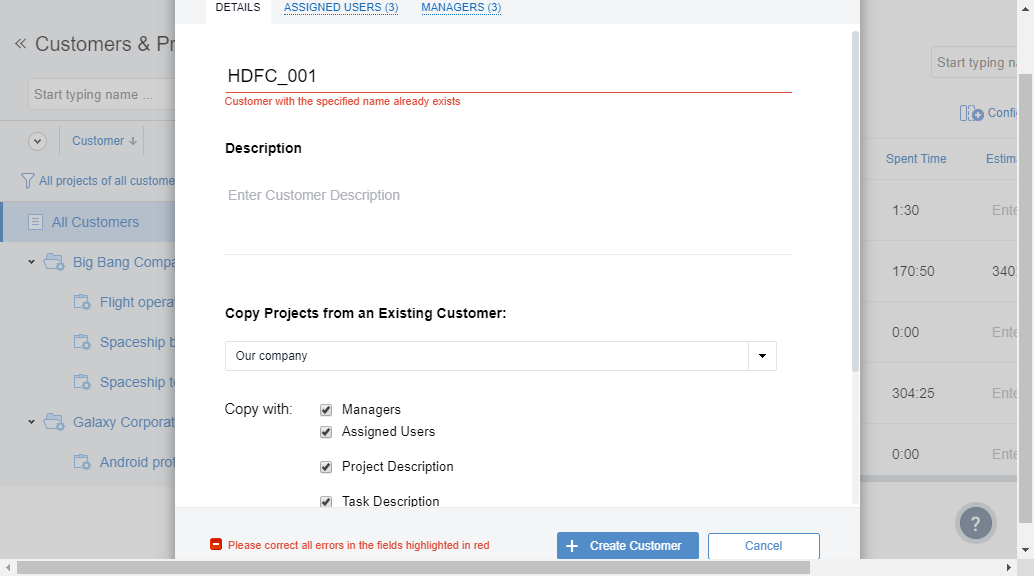 DETAILS ASSIGNED USERS (3) MANAGERS (3)
Customers & Pr
Start typing name ...
Customer
All projects of all custome
All Customers
Big Bang Compa
Flight opera
Spaceship b
Spaceship t
Galaxy Corporat
Android prot
HDFC_001
Customer with the specified name already exists
Description
Enter Customer Description
Copy Projects from an Existing Customer:
Our company
Copy with: Managers
Assigned Users
Project Description
Task Description
Please correct all errors in the fields highlighted in red
+ Create Customer
Cancel
Start typing n
Confi
Spent Time Estim
1:30 Ente
170:50 340:
0:00 Ente
304:25 Ente
0:00 Ente
?